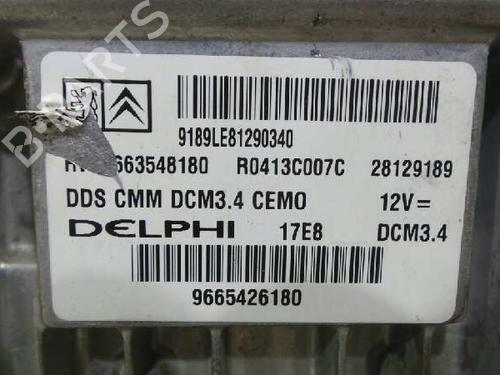 9189LE81290340
663548180 R0413C007C 28129189
DDS CMM DCM3.4 CEMO 12V=
DELPHI 17E8 DCM3.4
9665426180